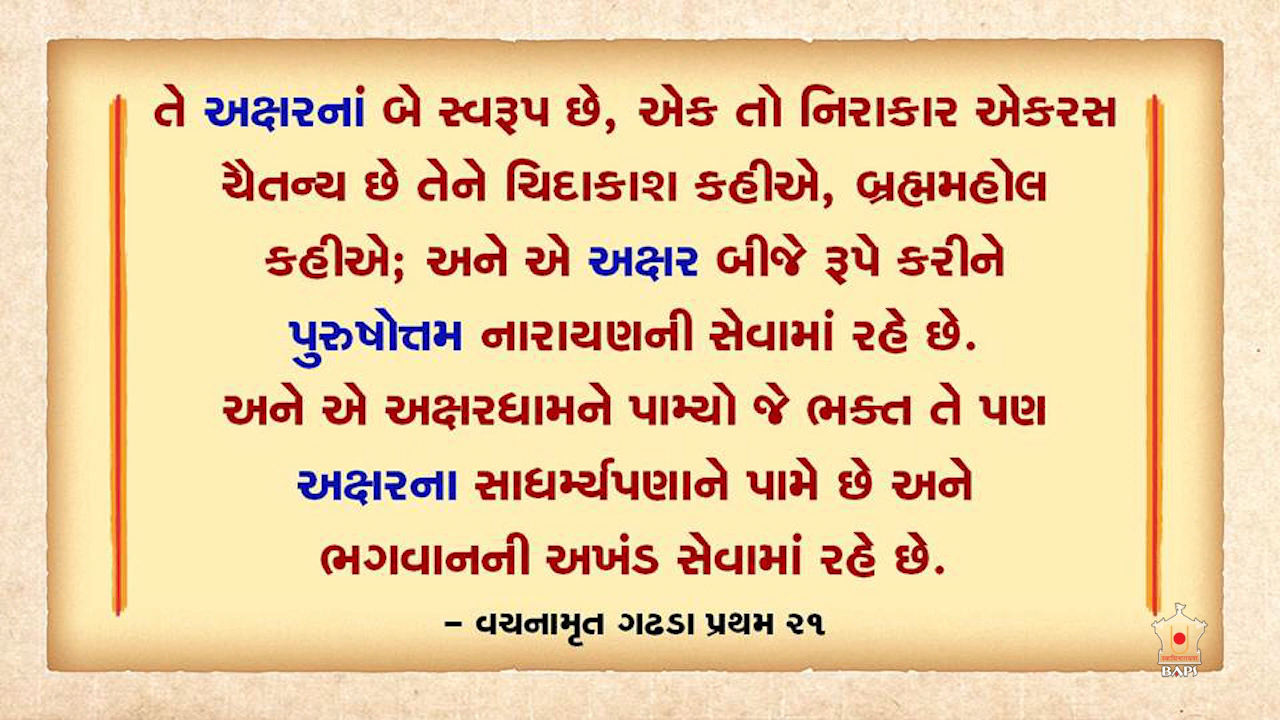 તે અક્ષરનાં બે સ્વરૂપ છે, એક તો નિરાકાર એકરસ
ચૈતન્ય છે તેને ચિદાકાશ કહીએ, બ્રહ્મમહોલ
કહીએ; અને એ અક્ષર બીજે રૂપે કરીને
પુરુષોત્તમ નારાયણની સેવામાં રહે છે.
અને એ અક્ષરધામને પામ્યો જે ભક્ત તે પણ
અક્ષરના સાધર્મ્યપણાને પામે છે અને
ભગવાનની અખંડ સેવામાં રહે છે.
– વચનામૃત ગઢડા પ્રથમ ૨૧
BAPS